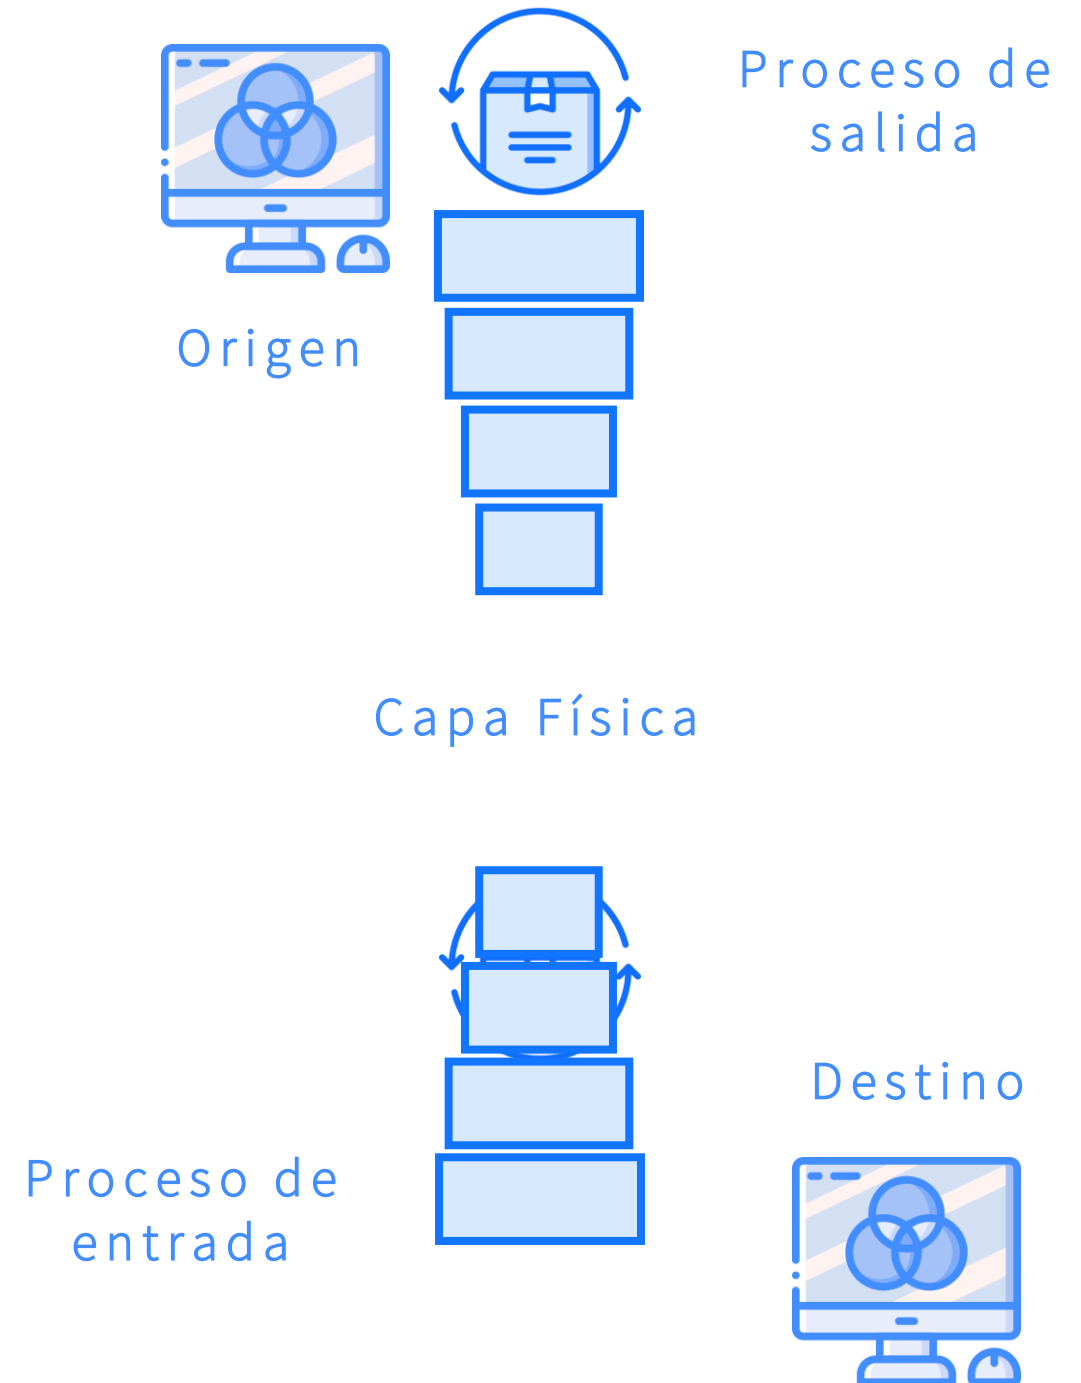 Proceso de
salida
Origen
Capa Física
Destino
Proceso de
entrada